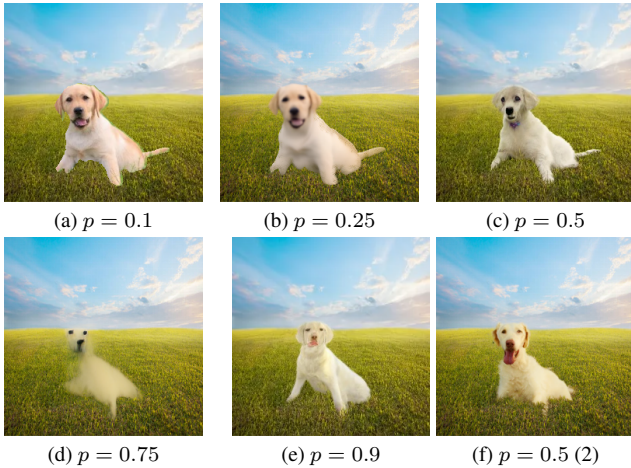 (a) p = 0.1
(b) p = 0.25
(c) p = 0.5
(d) p = 0.75
(e) p = 0.9
(f) p = 0.5 (2)